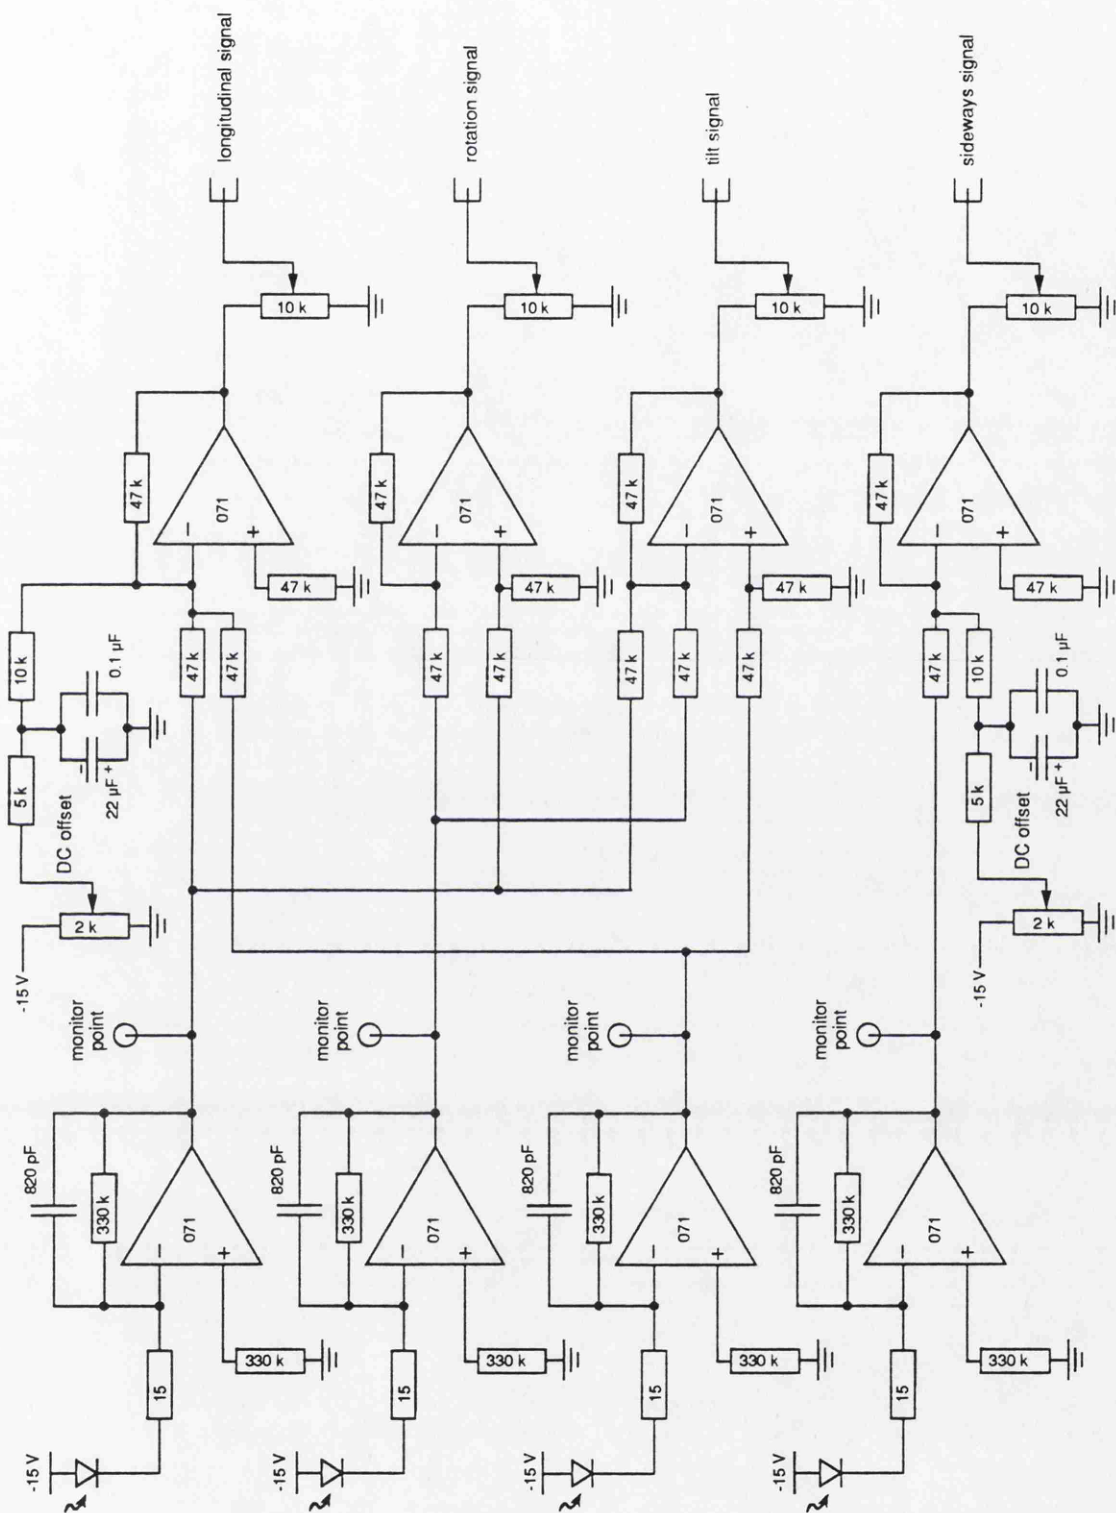 longitudinal signal
rotation signal
tilt signal
sideways signal
10 k
10 k
10 k
10 k
47 k
47 k
47 k
47 k
071
071
071
071
−
+
−
+
−
+
−
+
47 k
47 k
47 k
47 k
10 k
0.1 µF
47 k
47 k
47 k
47 k
47 k
47 k
47 k
47 k
10 k
0.1 µF
5 k
−
+
22 µF
DC offset
5 k
−
+
22 µF
DC offset
2 k
-15 V
2 k
-15 V
monitor
point
monitor
point
monitor
point
monitor
point
820 pF
820 pF
820 pF
820 pF
330 k
330 k
330 k
330 k
071
071
071
071
−
+
−
+
−
+
−
+
330 k
330 k
330 k
330 k
15
15
15
15
-15 V
-15 V
-15 V
-15 V